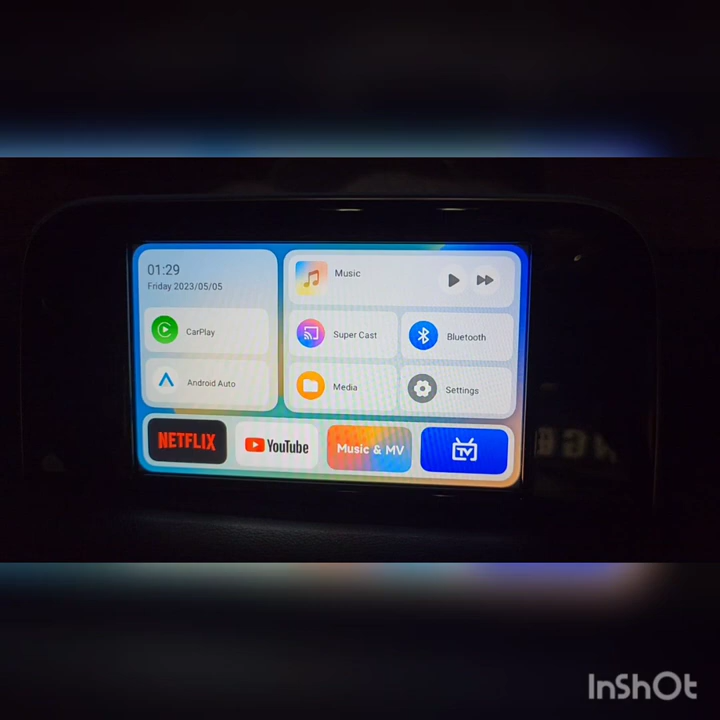 01:29
Friday 2023/05/05
CarPlay
Android Auto
Music
Super Cast
Bluetooth
Media
Settings
NETFLIX
YouTube
Music & MV
TV
InShOt